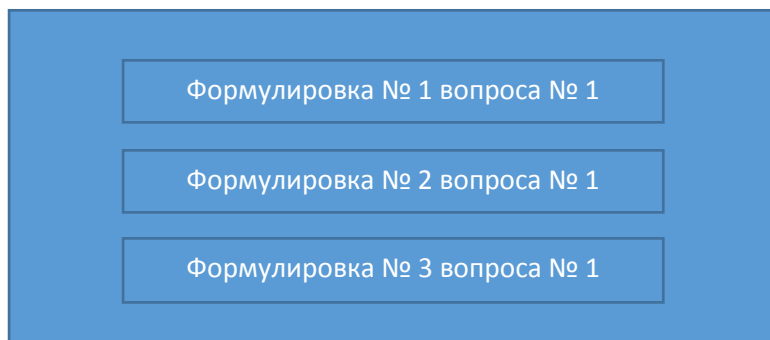 Формулировка № 1 вопроса № 1
Формулировка № 2 вопроса № 1
Формулировка № 3 вопроса № 1